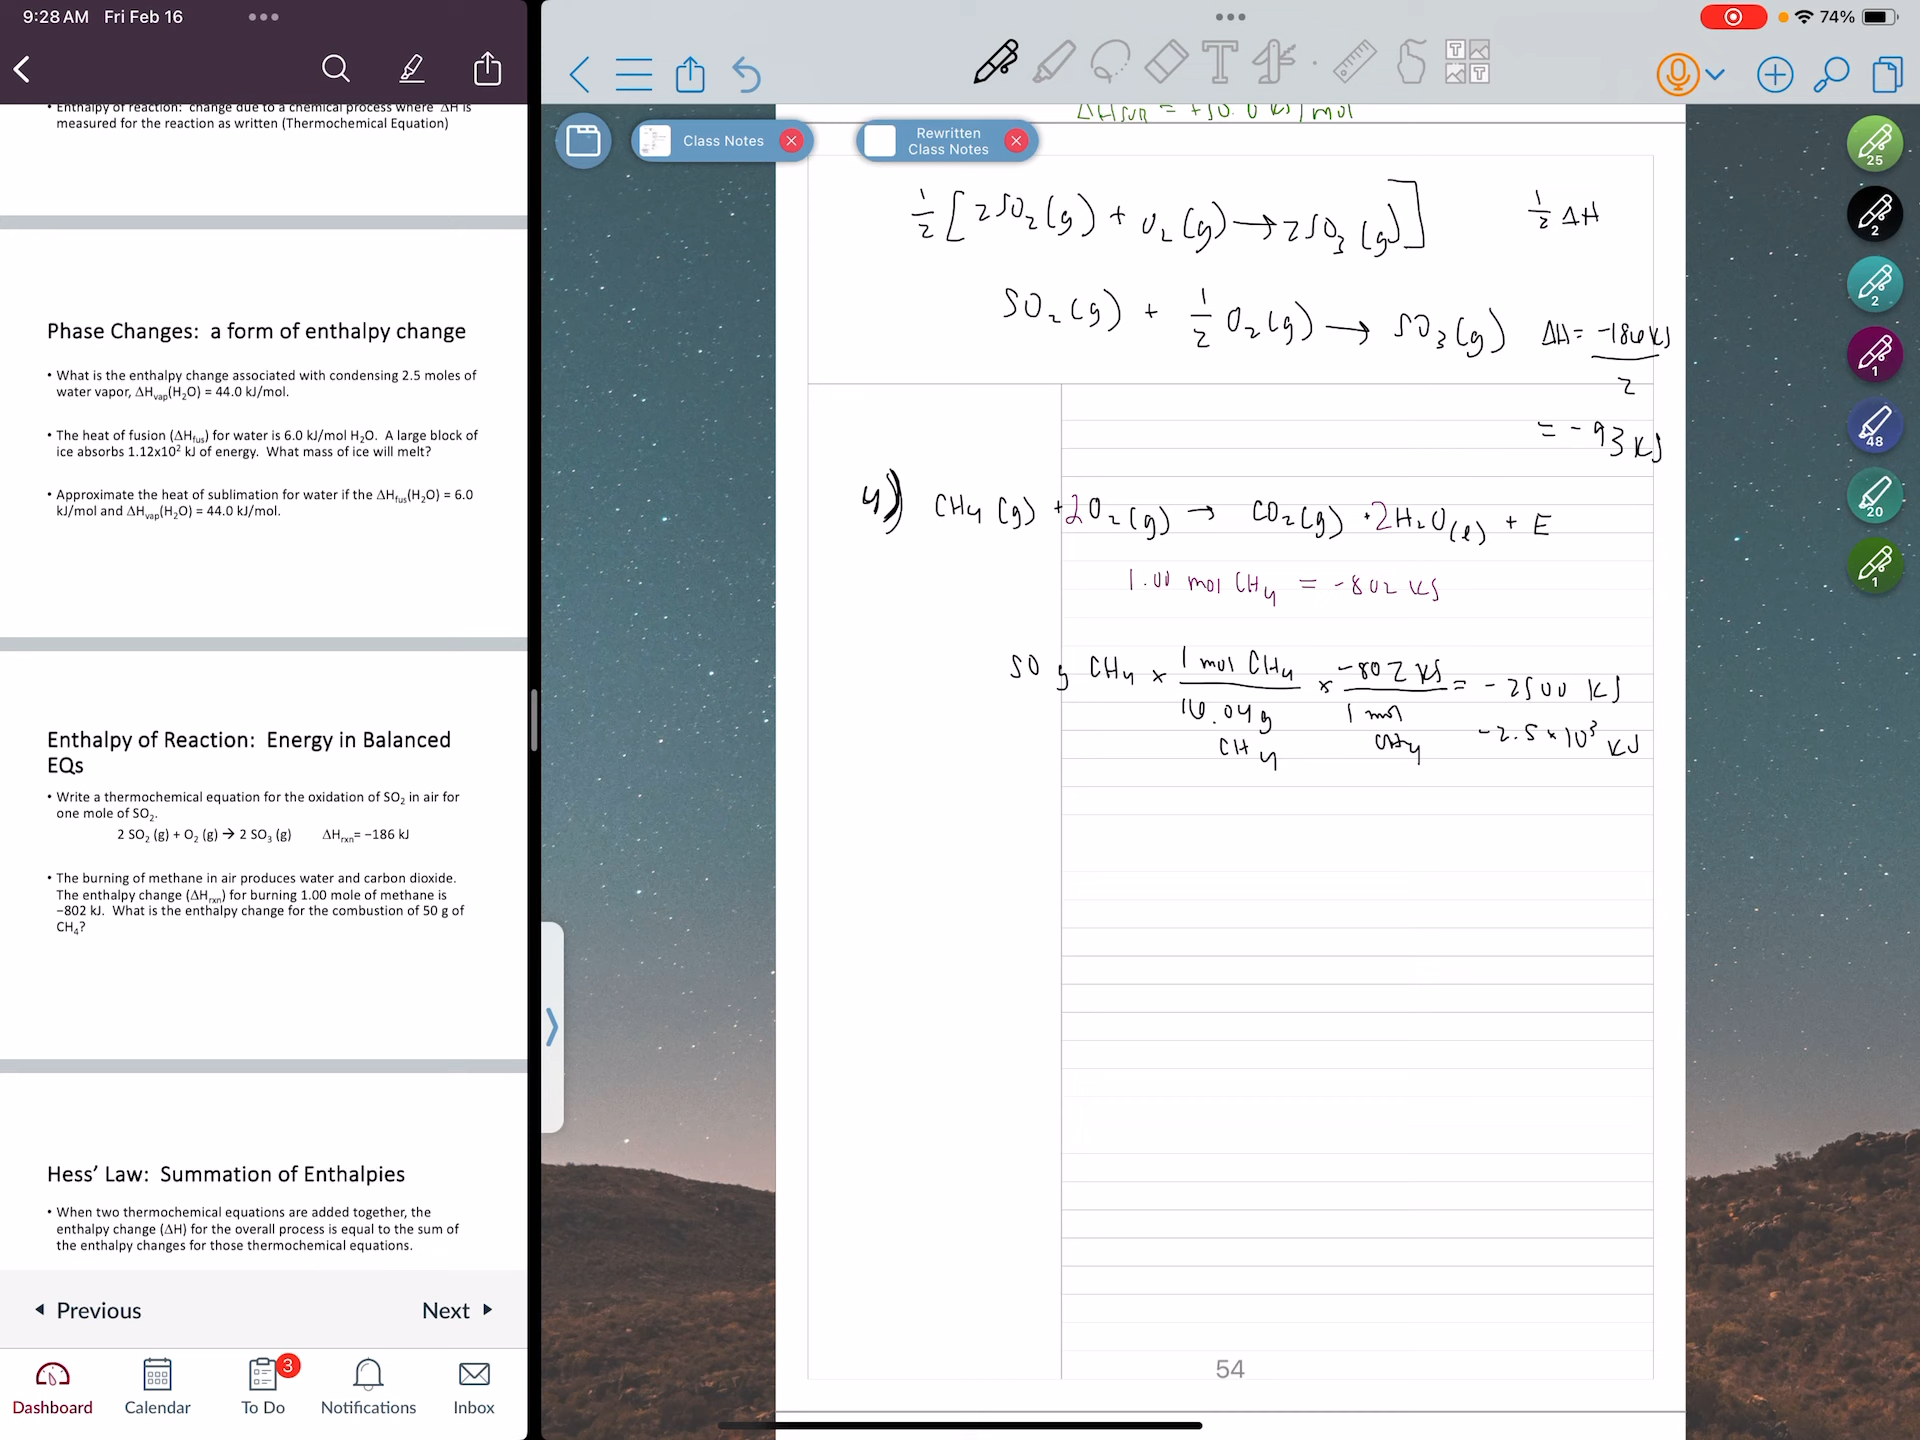 9:28 AM Fri Feb 16
74%
• Enthalpy of reaction: change due to a chemical process where ΔH is
measured for the reaction as written (Thermochemical Equation)
Phase Changes: a form of enthalpy change
• What is the enthalpy change associated with condensing 2.5 moles of
water vapor, ΔHvap(H₂O) = 44.0 kJ/mol.
• The heat of fusion (ΔHfus) for water is 6.0 kJ/mol H₂O. A large block of
ice absorbs 1.12x10² kJ of energy. What mass of ice will melt?
• Approximate the heat of sublimation for water if the ΔHfus(H₂O) = 6.0
kJ/mol and ΔHvap(H₂O) = 44.0 kJ/mol.
Enthalpy of Reaction: Energy in Balanced
EQs
• Write a thermochemical equation for the oxidation of SO₂ in air for
one mole of SO₂.
2 SO₂ (g) + O₂ (g) → 2 SO₃ (g) ΔHrxn= −186 kJ
• The burning of methane in air produces water and carbon dioxide.
The enthalpy change (ΔHrxn) for burning 1.00 mole of methane is
−802 kJ. What is the enthalpy change for the combustion of 50 g of
CH₄?
Hess’ Law: Summation of Enthalpies
• When two thermochemical equations are added together, the
enthalpy change (ΔH) for the overall process is equal to the sum of
the enthalpy changes for those thermochemical equations.
Previous Next
Dashboard Calendar To Do 3 Notifications Inbox
ΔHsub = +50.0 kJ/mol
Class Notes
Rewritten
Class Notes
1/2 [2SO₂(g) + O₂(g) → 2SO₃(g)] 1/2 ΔH
SO₂(g) + 1/2 O₂(g) → SO₃(g) ΔH = -186 kJ
2
= -93 kJ
4) CH₄(g) + 2O₂(g) → CO₂(g) + 2H₂O(l) + E
1.00 mol CH₄ = -802 kJ
50 g CH₄ × 1 mol CH₄ × -802 kJ = -2500 kJ
16.04 g 1 mol -2.5 × 10³ kJ
CH₄ CH₄
54
25
2
2
1
48
20
1